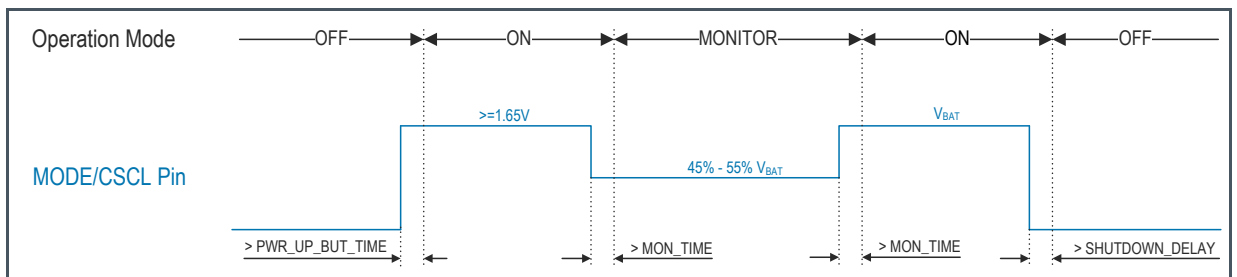 Operation Mode OFF ON MONITOR ON OFF
>=1.65V VBAT
MODE/CSCL Pin 45% - 55% VBAT
> PWR_UP_BUT_TIME > MON_TIME > MON_TIME > SHUTDOWN_DELAY